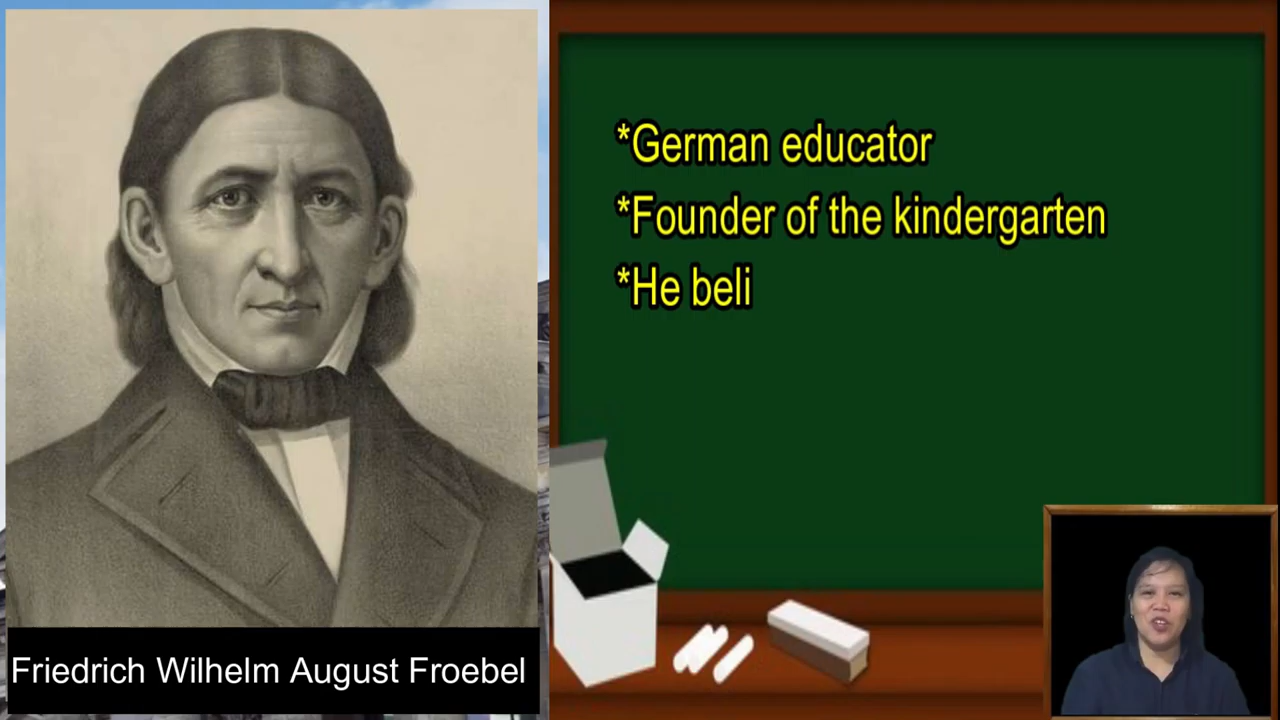 *German educator
*Founder of the kindergarten
*He beli
Friedrich Wilhelm August Froebel